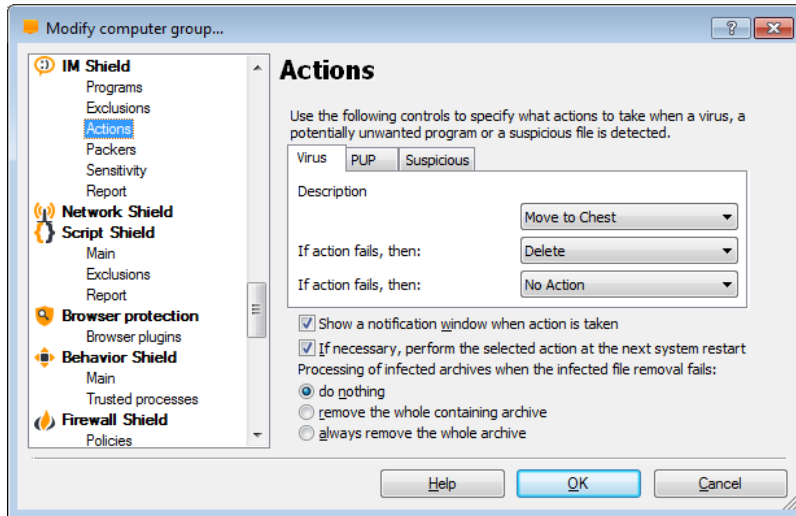 Modify computer group...
IM Shield
Programs
Exclusions
Actions
Packers
Sensitivity
Report
Network Shield
Script Shield
Main
Exclusions
Report
Browser protection
Browser plugins
Behavior Shield
Main
Trusted processes
Firewall Shield
Policies
Actions
Use the following controls to specify what actions to take when a virus, a
potentially unwanted program or a suspicious file is detected.
Virus PUP Suspicious
Description
Move to Chest
If action fails, then: Delete
If action fails, then: No Action
Show a notification window when action is taken
If necessary, perform the selected action at the next system restart
Processing of infected archives when the infected file removal fails:
do nothing
remove the whole containing archive
always remove the whole archive
Help OK Cancel